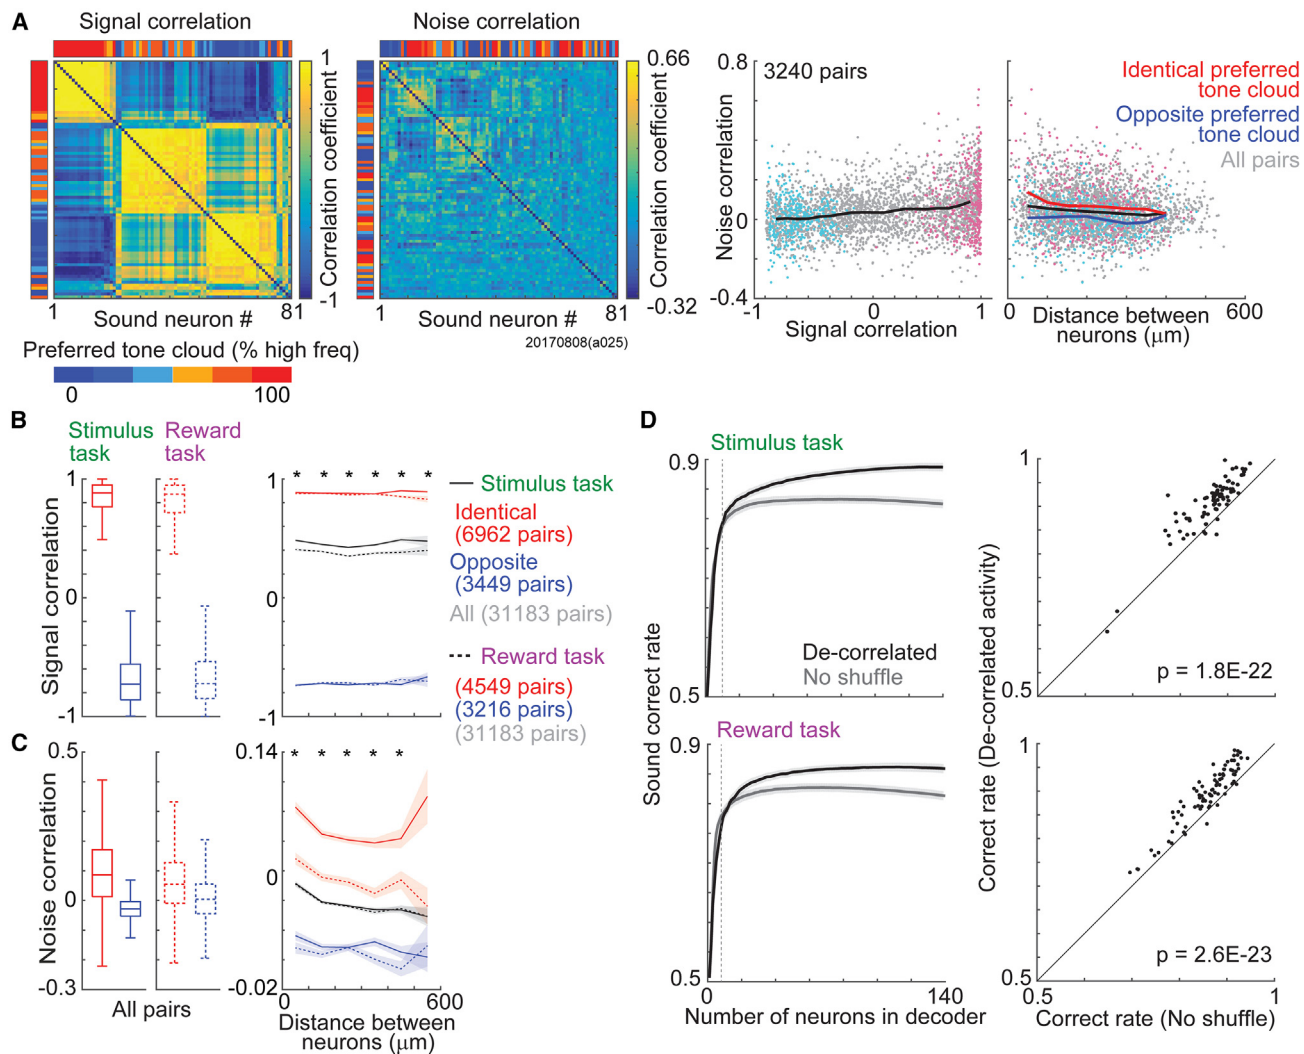 A
Signal correlation
Noise correlation
1
Correlation coefficient
-1
0.66
Correlation coefficient
-0.32
1
81
Sound neuron #
1
81
Sound neuron #
20170808(a025)
Preferred tone cloud (% high freq)
0
100
0.8
3240 pairs
Noise correlation
0
-0.4
-1
0
1
Signal correlation
Identical preferred
tone cloud
Opposite preferred
tone cloud
All pairs
0
600
Distance between
neurons (μm)
B
Stimulus
task
Reward
task
1
Signal correlation
0
-1
1
0
-1
* * * * * *
Stimulus task
Identical
(6962 pairs)
Opposite
(3449 pairs)
All (31183 pairs)
Reward task
(4549 pairs)
(3216 pairs)
(31183 pairs)
C
0.5
Noise correlation
0
-0.3
All pairs
0.14
0
-0.02
* * * * *
0
600
Distance between
neurons (μm)
D
Stimulus task
0.9
0.5
De-correlated
No shuffle
Sound correct rate
Reward task
0.9
0.5
0
140
Number of neurons in decoder
1
0.5
p = 1.8E-22
Correct rate (De-correlated activity)
1
0.5
p = 2.6E-23
0.5
1
Correct rate (No shuffle)